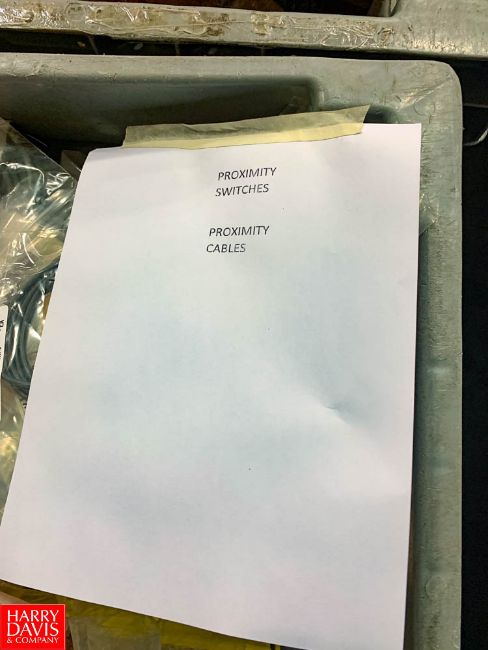 PROXIMITY
SWITCHES
PROXIMITY
CABLES
HARRY
DAVIS
& COMPANY